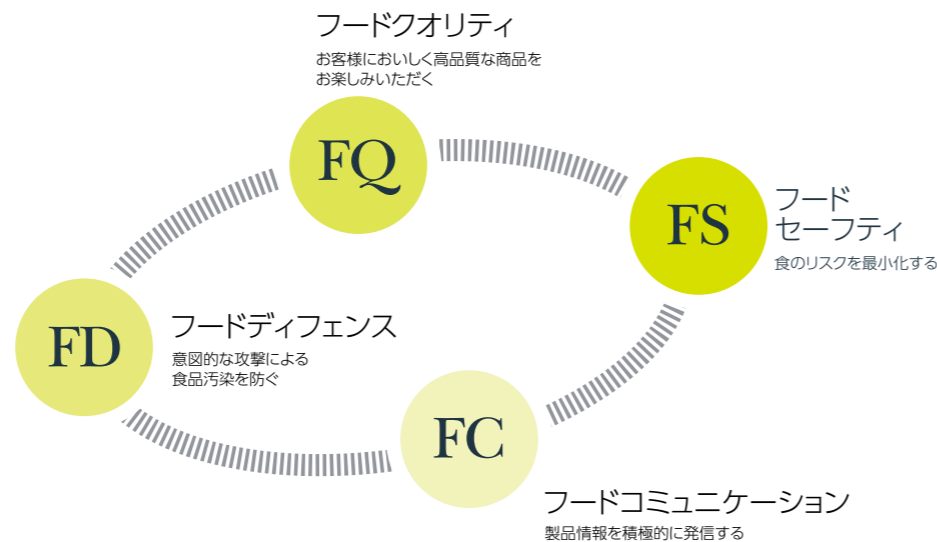 フードクオリティ
お客様においしく高品質な商品を
お楽しみいただく
FQ
FS
フード
セーフティ
食のリスクを最小化する
FD
フードディフェンス
意図的な攻撃による
食品汚染を防ぐ
FC
フードコミュニケーション
製品情報を積極的に発信する